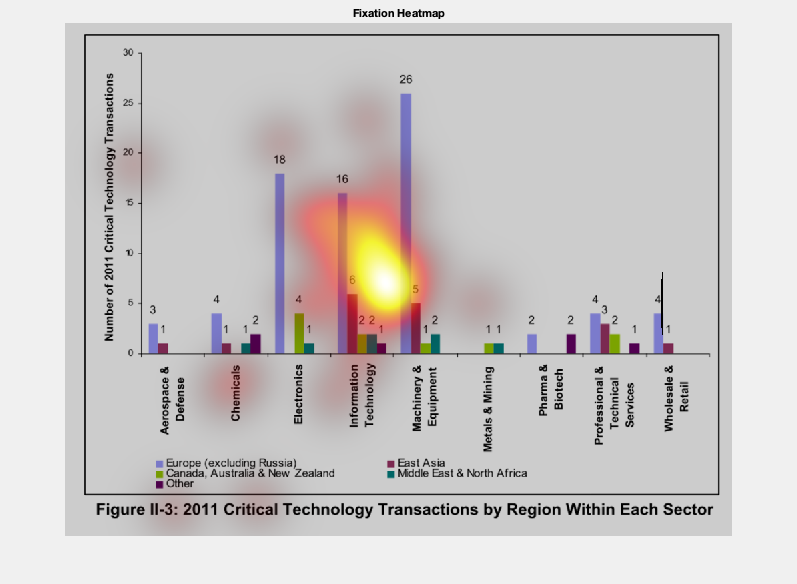 Fixation Heatmap
Number of 2011 Critical Technology Transactions
30
25
20
15
10
5
0
3
1
4
1
1
2
18
4
1
16
6
2
2
1
26
5
1
2
1
1
2
2
4
3
2
1
4
1
Aerospace &
Defense
Chemicals
Electronics
Information
Technology
Machinery &
Equipment
Metals & Mining
Pharma &
Biotech
Professional &
Technical
Services
Wholesale &
Retail
Europe (excluding Russia)
East Asia
Canada, Australia & New Zealand
Middle East & North Africa
Other
Figure II-3: 2011 Critical Technology Transactions by Region Within Each Sector